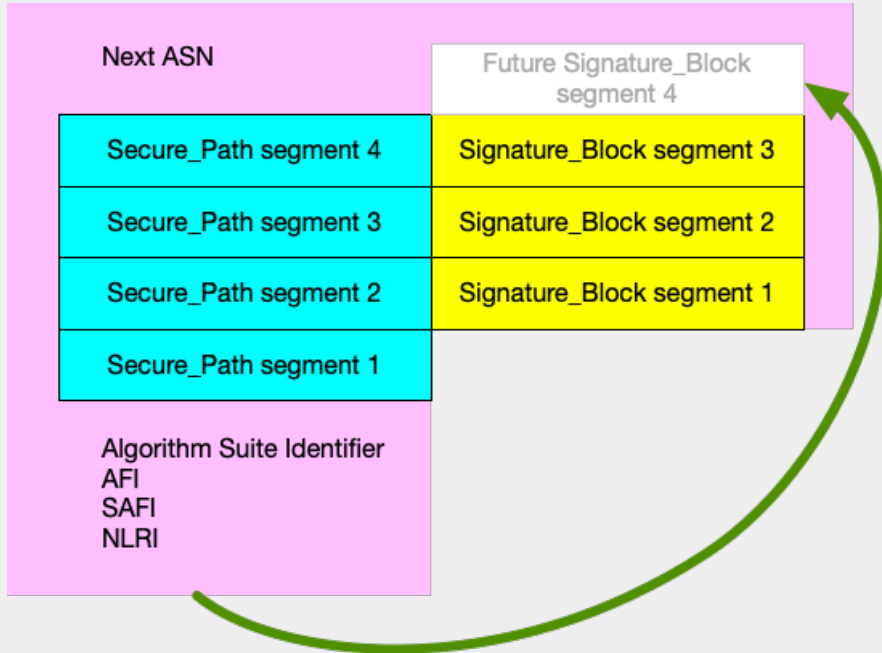 Next ASN
Future Signature_Block
segment 4
Secure_Path segment 4
Signature_Block segment 3
Secure_Path segment 3
Signature_Block segment 2
Secure_Path segment 2
Signature_Block segment 1
Secure_Path segment 1
Algorithm Suite Identifier
AFI
SAFI
NLRI